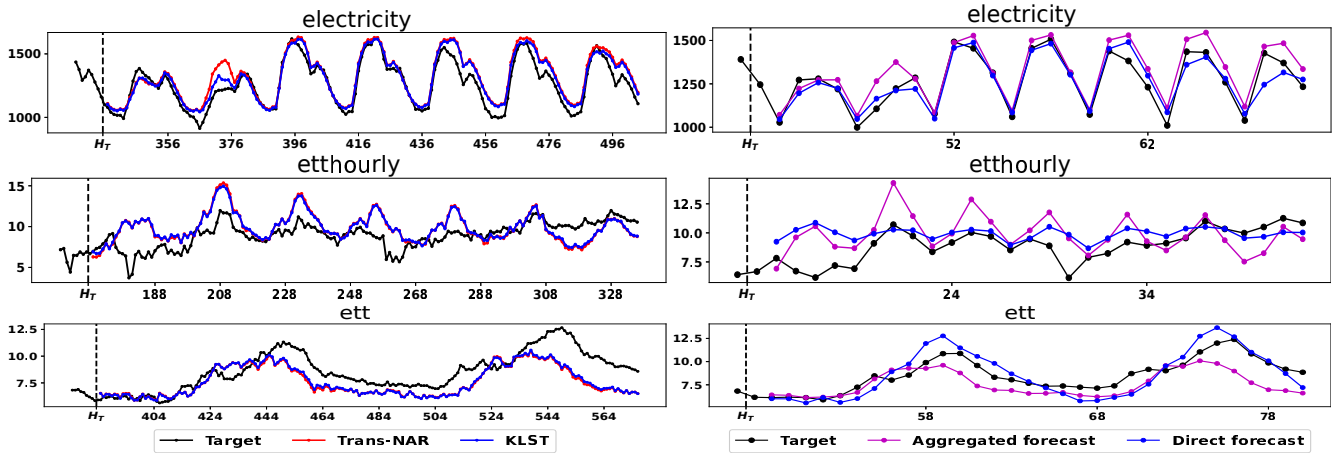 electricity
1500
1000
H_T 356 376 396 416 436 456 476 496
etthourly
15
10
5
H_T 188 208 228 248 268 288 308 328
ett
12.5
10.0
7.5
H_T 404 424 444 464 484 504 524 544 564
Target Trans-NAR KLST
electricity
1500
1250
1000
H_T 52 62
etthourly
12.5
10.0
7.5
H_T 24 34
ett
12.5
10.0
7.5
H_T 58 68 78
Target Aggregated forecast Direct forecast